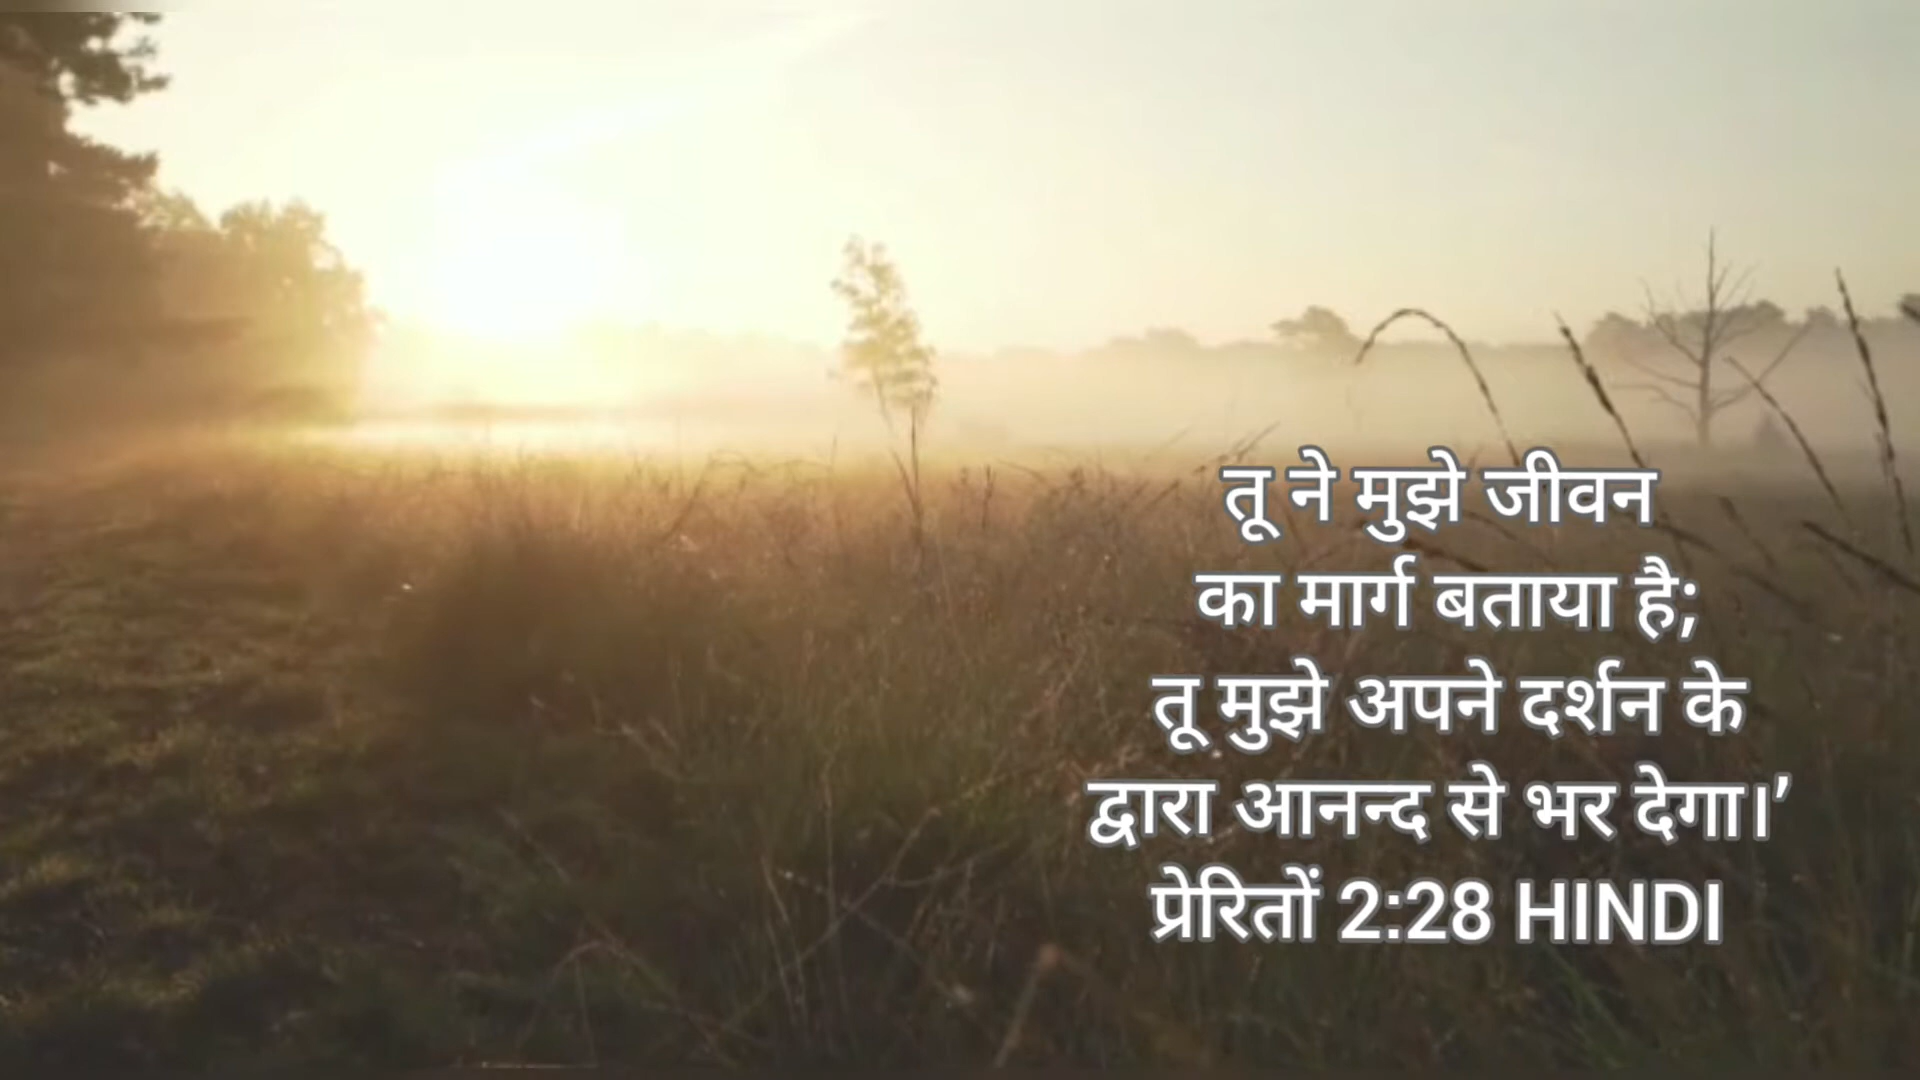 तू ने मुझे जीवन
का मार्ग बताया है;
तू मुझे अपने दर्शन के
द्वारा आनन्द से भर देगा।’
प्रेरितों 2:28 HINDI